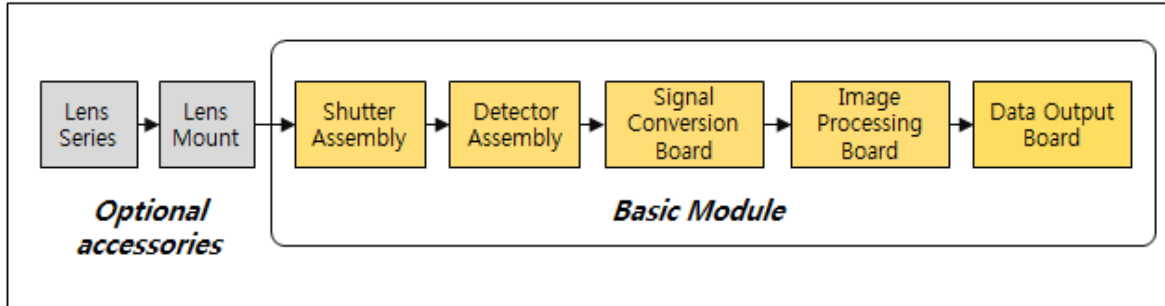 Lens
Series
Lens
Mount
Shutter
Assembly
Detector
Assembly
Signal
Conversion
Board
Image
Processing
Board
Data Output
Board
Optional
accessories
Basic Module